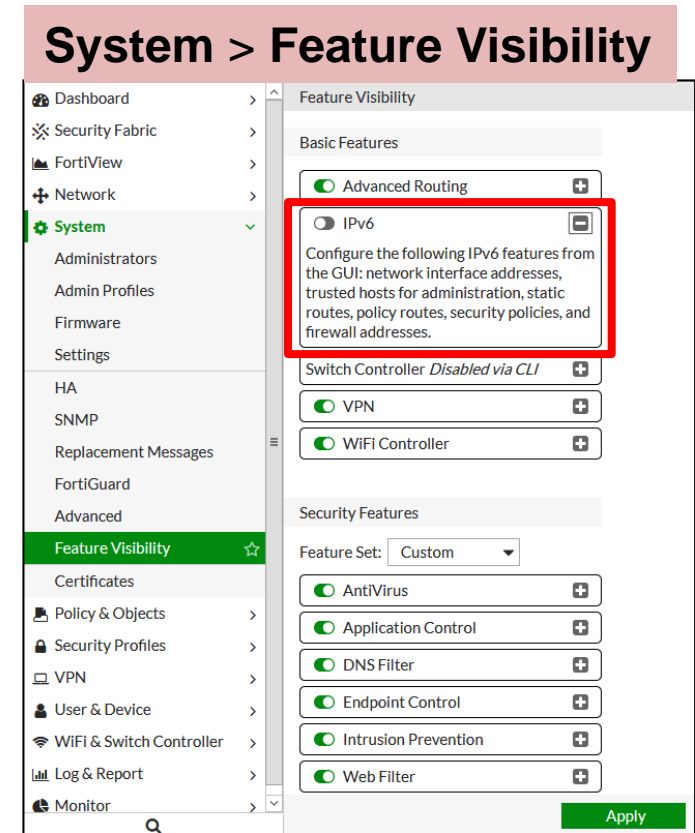 System > Feature Visibility
Dashboard
Security Fabric
FortiView
Network
System
Administrators
Admin Profiles
Firmware
Settings
HA
SNMP
Replacement Messages
FortiGuard
Advanced
Feature Visibility
Certificates
Policy & Objects
Security Profiles
VPN
User & Device
WiFi & Switch Controller
Log & Report
Monitor
Feature Visibility
Basic Features
Advanced Routing
IPv6
Configure the following IPv6 features from
the GUI: network interface addresses,
trusted hosts for administration, static
routes, policy routes, security policies, and
firewall addresses.
Switch Controller Disabled via CLI
VPN
WiFi Controller
Security Features
Feature Set: Custom
AntiVirus
Application Control
DNS Filter
Endpoint Control
Intrusion Prevention
Web Filter
Apply